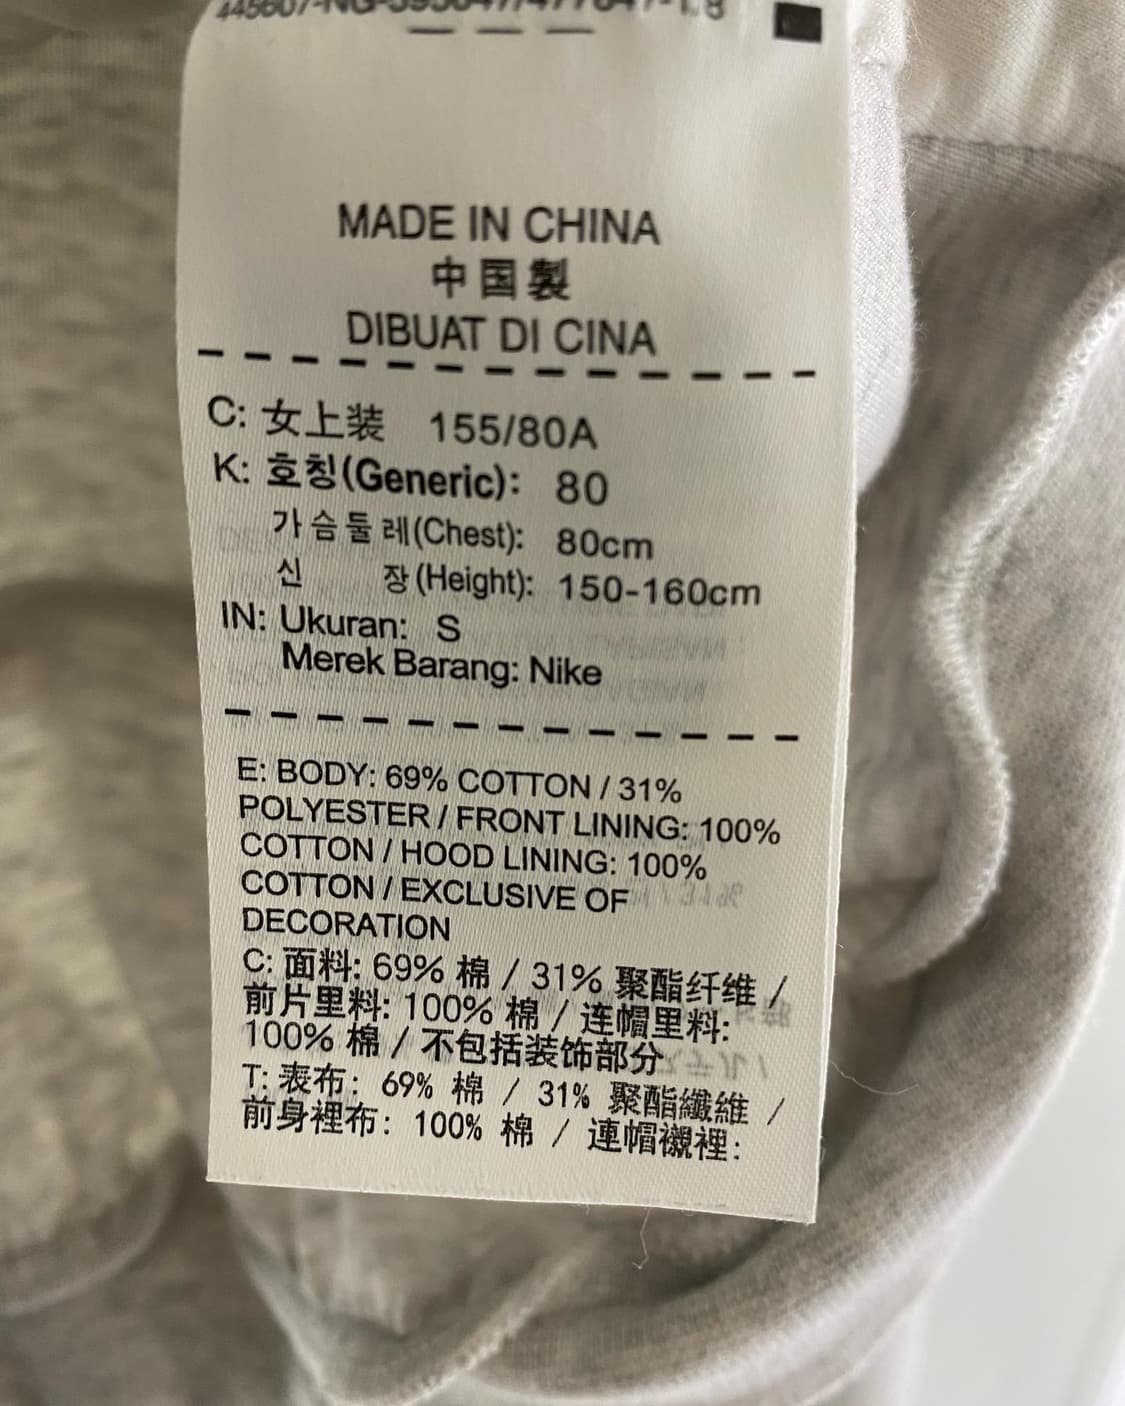 MADE IN CHINA
中国製
DIBUAT DI CINA
C: 女上装 155/80A
K: 호칭(Generic): 80
가슴둘레(Chest): 80cm
신 장(Height): 150-160cm
IN: Ukuran: S
Merek Barang: Nike
E: BODY: 69% COTTON / 31%
POLYESTER / FRONT LINING: 100%
COTTON / HOOD LINING: 100%
COTTON / EXCLUSIVE OF
DECORATION
C: 面料: 69% 棉 / 31% 聚酯纤维 /
前片里料: 100% 棉 / 连帽里料:
100% 棉 / 不包括装饰部分
T: 表布: 69% 棉 / 31% 聚酯纖維 /
前身裡布: 100% 棉 / 連帽襯裡: